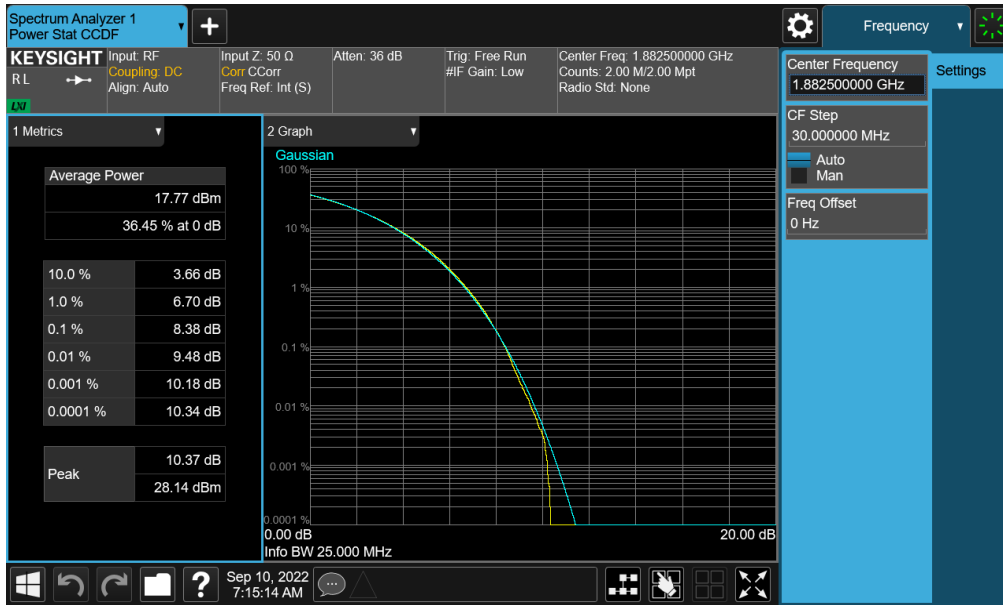 Spectrum Analyzer 1
Power Stat CCDF
+
Frequency
KEYSIGHT
R L
LXI
Input: RF
Coupling: DC
Align: Auto
Input Z: 50 Ω
Corr CCorr
Freq Ref: Int (S)
Atten: 36 dB
Trig: Free Run
#IF Gain: Low
Center Freq: 1.882500000 GHz
Counts: 2.00 M/2.00 Mpt
Radio Std: None
Center Frequency
1.882500000 GHz
Settings
CF Step
30.000000 MHz
Auto
Man
Freq Offset
0 Hz
1 Metrics
Average Power
17.77 dBm
36.45 % at 0 dB
10.0 % 3.66 dB
1.0 % 6.70 dB
0.1 % 8.38 dB
0.01 % 9.48 dB
0.001 % 10.18 dB
0.0001 % 10.34 dB
Peak
10.37 dB
28.14 dBm
2 Graph
Gaussian
100 %
10 %
1 %
0.1 %
0.01 %
0.001 %
0.0001 %
0.00 dB 20.00 dB
Info BW 25.000 MHz
?
Sep 10, 2022
7:15:14 AM